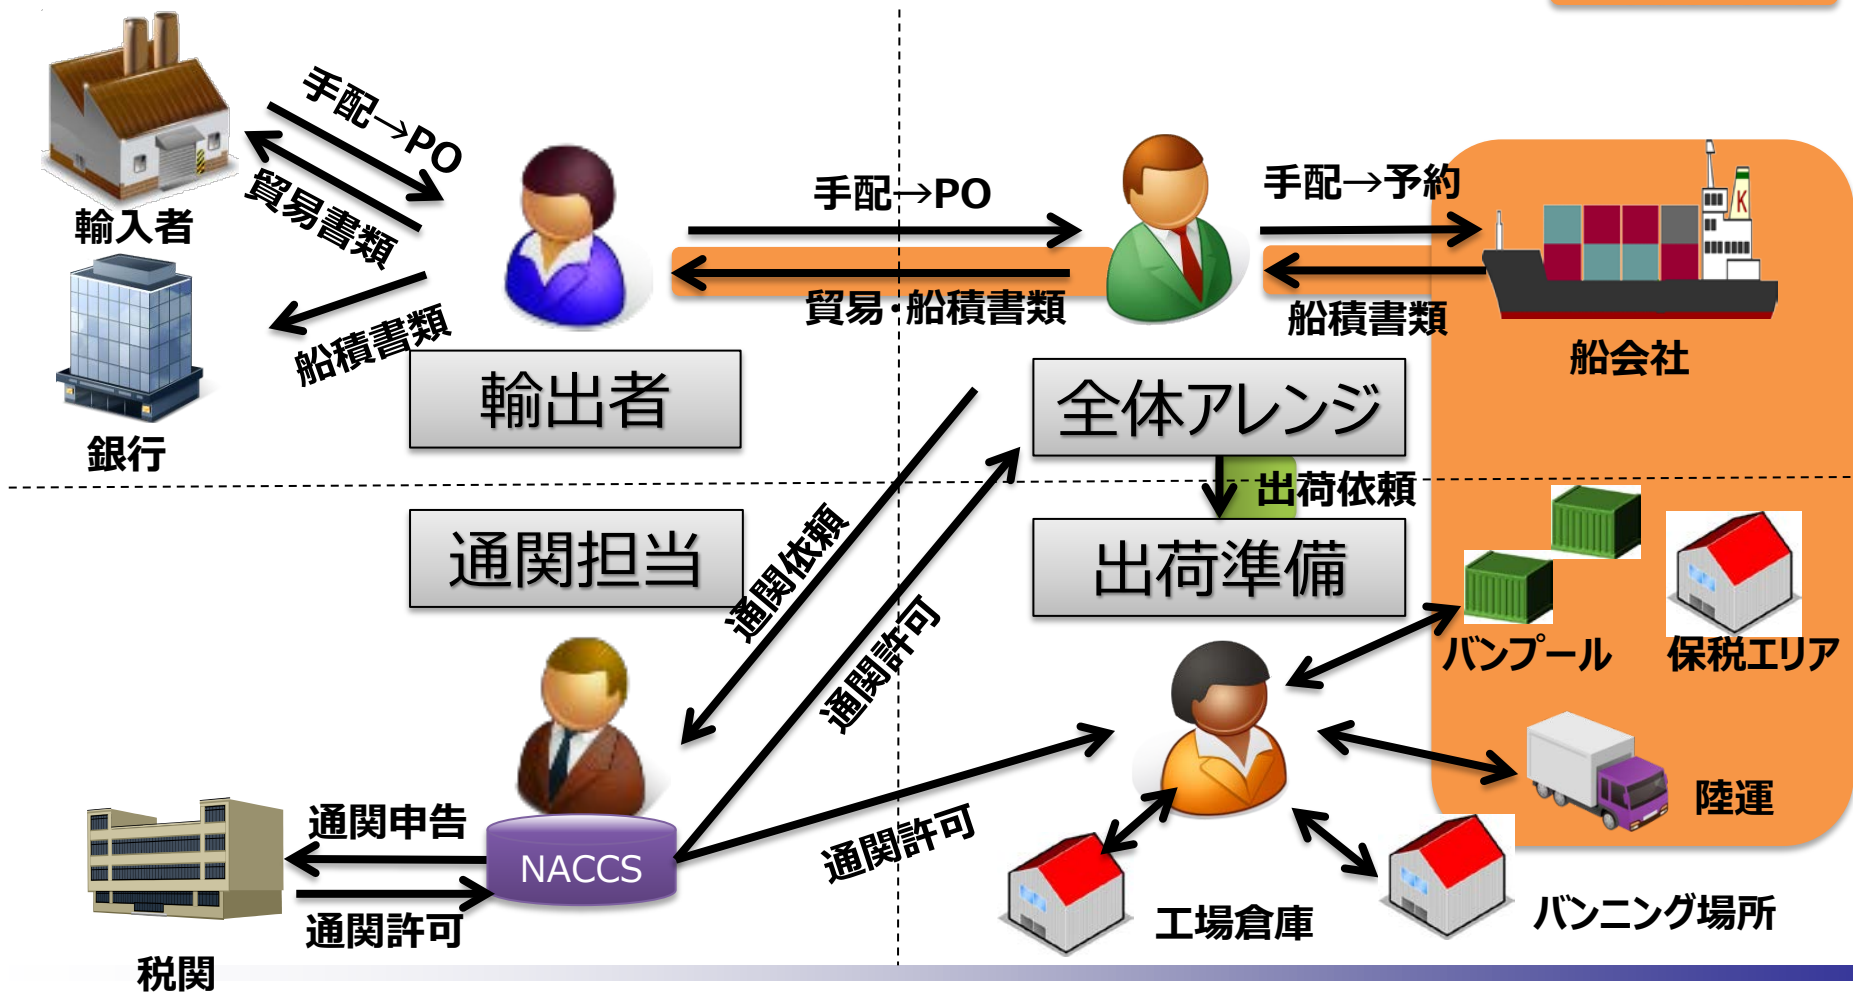 手配→PO
貿易書類
輸入者
船積書類
銀行
手配→PO
貿易・船積書類
手配→予約
船積書類
K
船会社
輸出者
全体アレンジ
出荷依頼
通関担当
通関依頼
通関許可
出荷準備
バンプール
保税エリア
陸運
通関申告
NACCS
通関許可
税関
通関許可
工場倉庫
バンニング場所